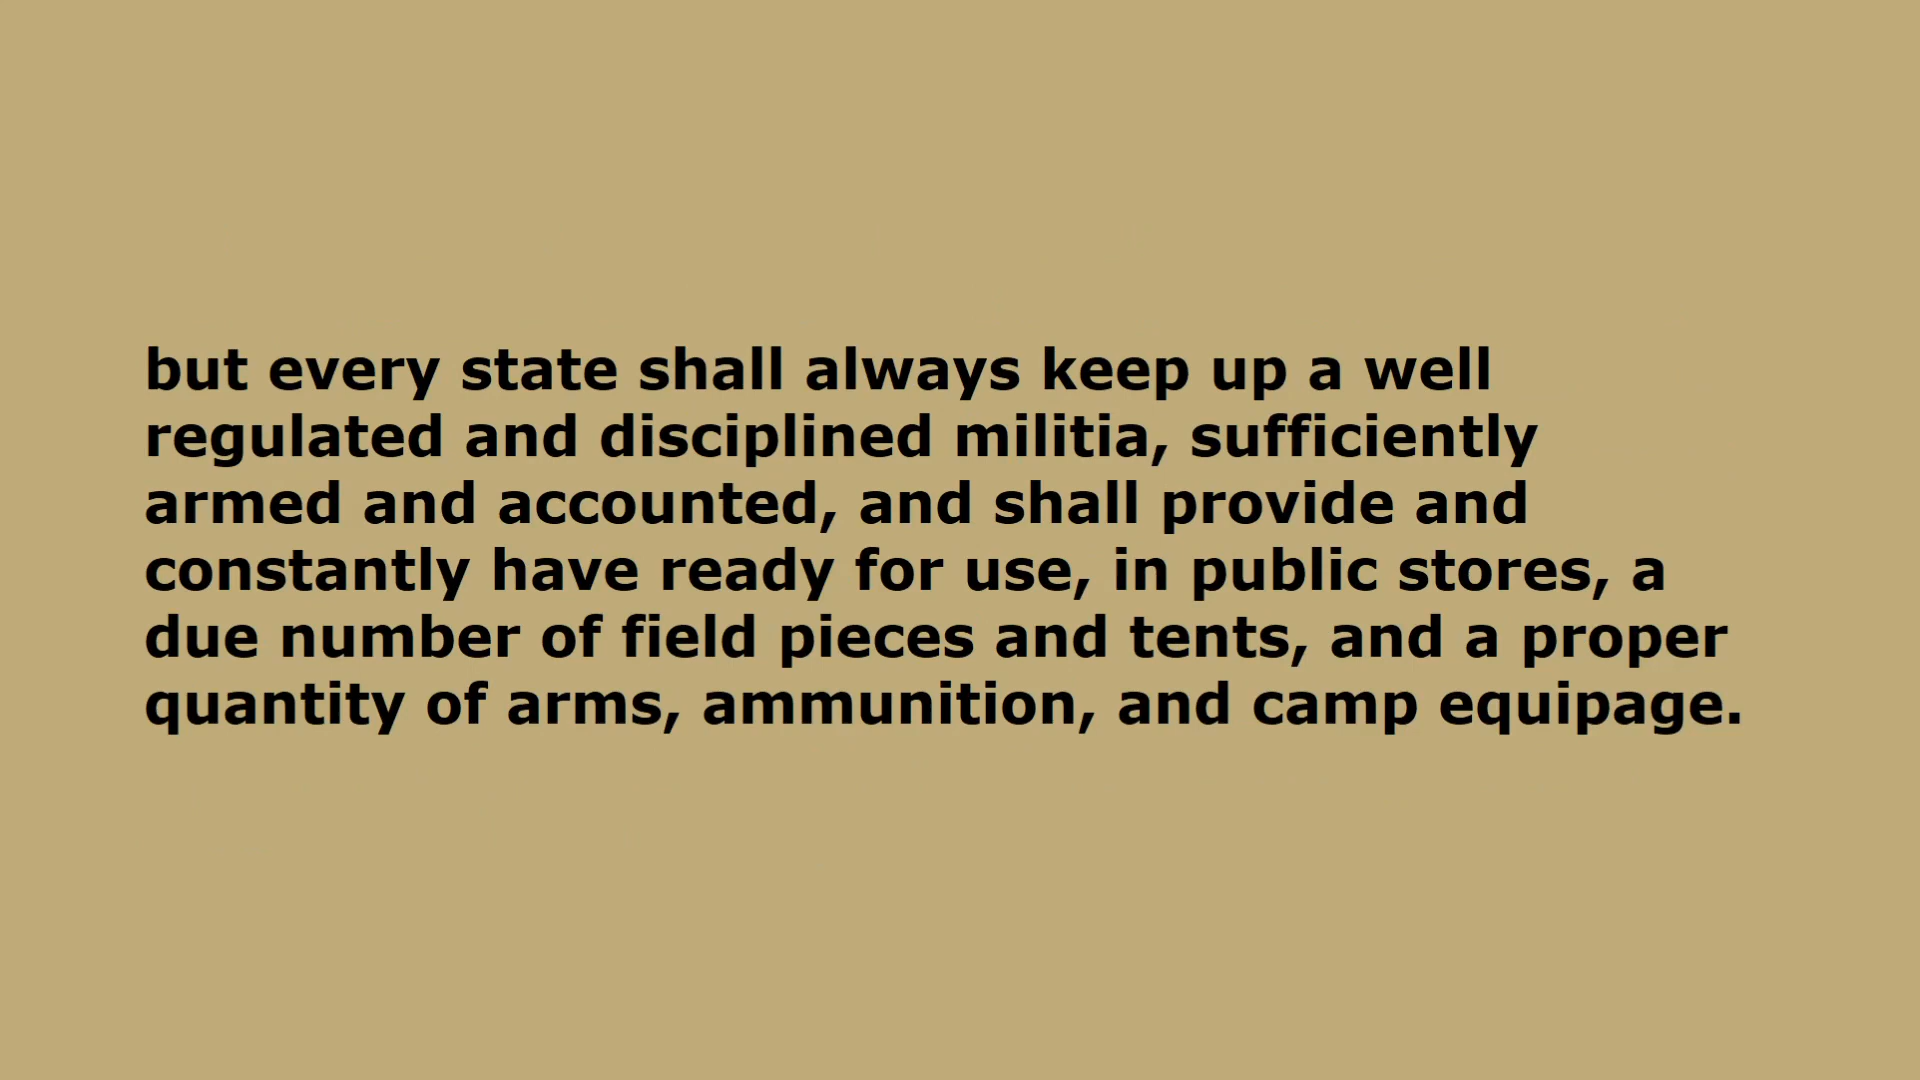 but every state shall always keep up a well
regulated and disciplined militia, sufficiently
armed and accounted, and shall provide and
constantly have ready for use, in public stores, a
due number of field pieces and tents, and a proper
quantity of arms, ammunition, and camp equipage.